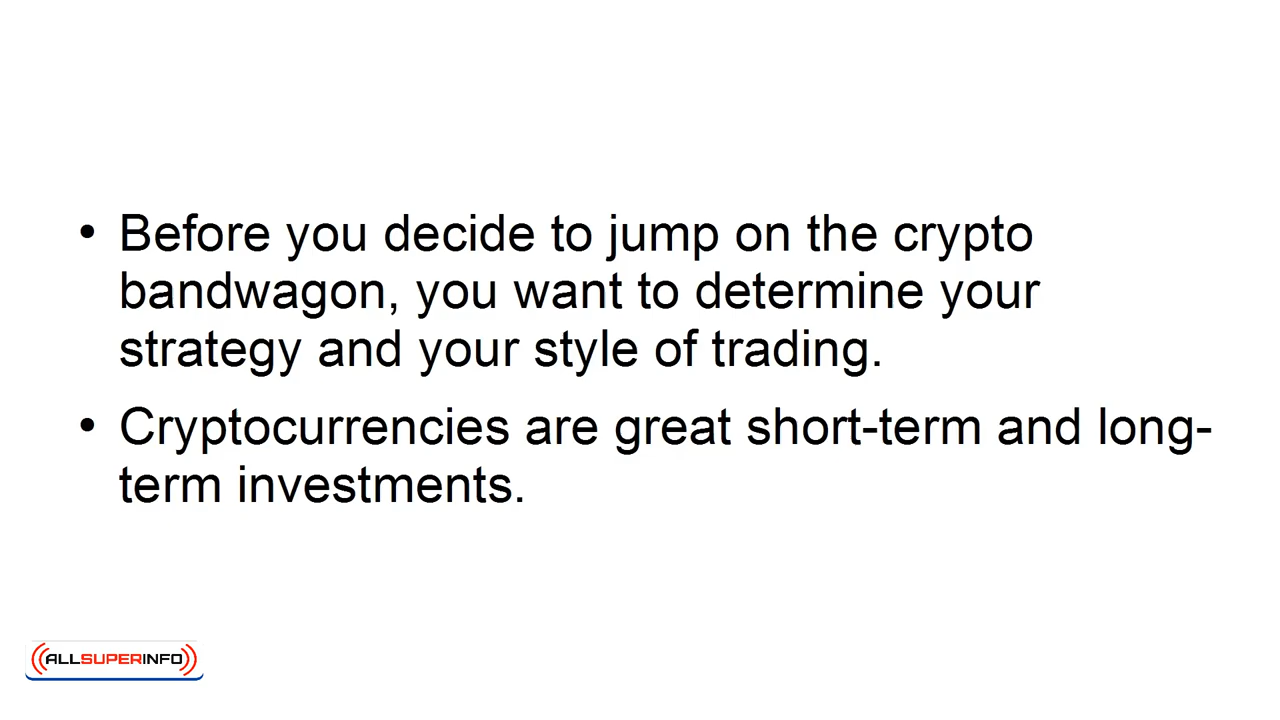 • Before you decide to jump on the crypto
bandwagon, you want to determine your
strategy and your style of trading.
• Cryptocurrencies are great short-term and long-
term investments.
ALLSUPERINFO